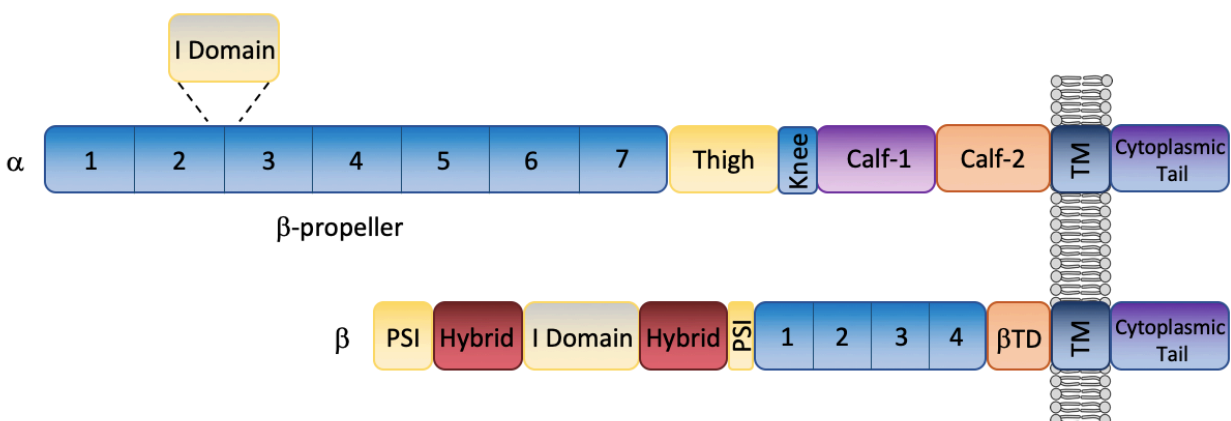 I Domain
α 1 2 3 4 5 6 7 Thigh Knee Calf-1 Calf-2 TM Cytoplasmic
Tail
β-propeller
β PSI Hybrid I Domain Hybrid PSI 1 2 3 4 βTD TM Cytoplasmic
Tail